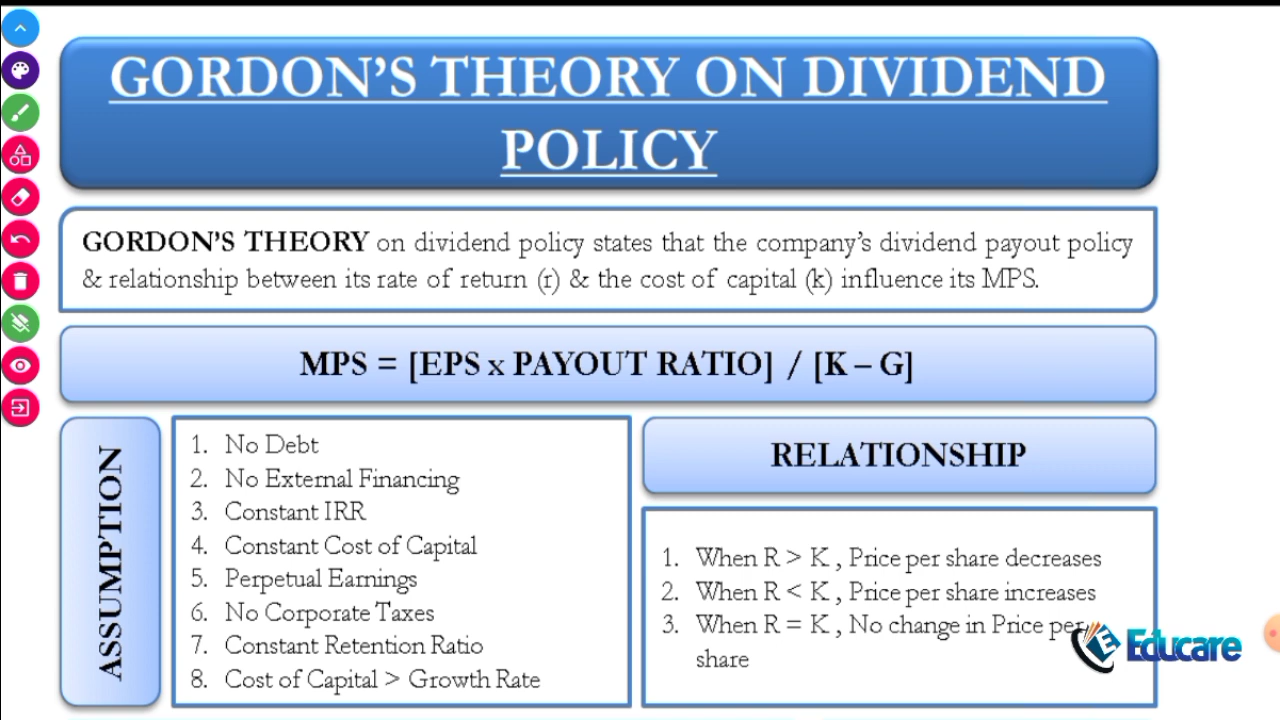 GORDON'S THEORY ON DIVIDEND
POLICY
GORDON'S THEORY on dividend policy states that the company's dividend payout policy
& relationship between its rate of return (r) & the cost of capital (k) influence its MPS.
MPS = [EPS x PAYOUT RATIO] / [K – G]
ASSUMPTION
1. No Debt
2. No External Financing
3. Constant IRR
4. Constant Cost of Capital
5. Perpetual Earnings
6. No Corporate Taxes
7. Constant Retention Ratio
8. Cost of Capital > Growth Rate
RELATIONSHIP
1. When R > K , Price per share decreases
2. When R < K , Price per share increases
3. When R = K , No change in Price per
share
Educare